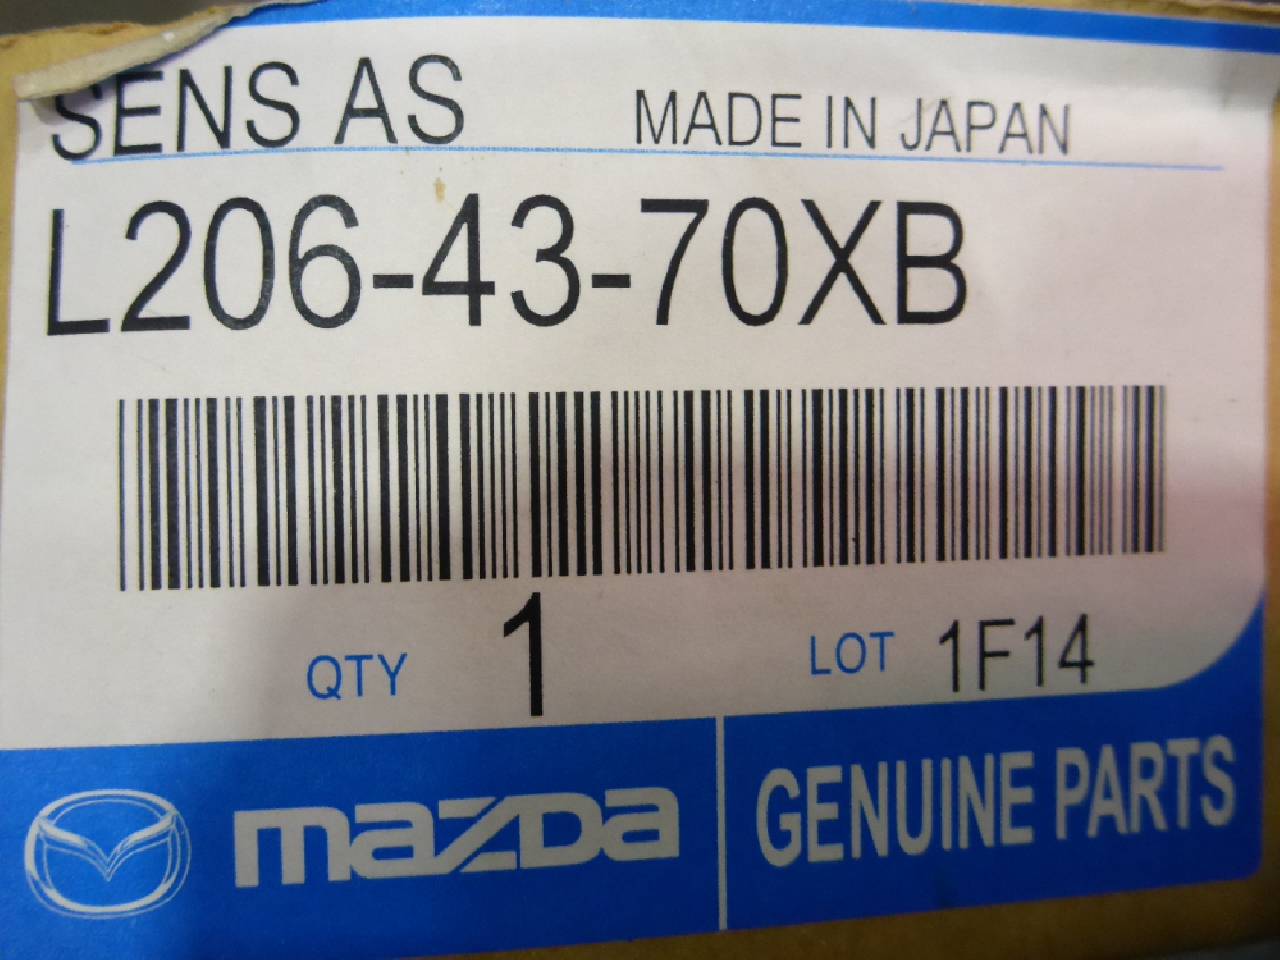 SENS AS MADE IN JAPAN
L206-43-70XB
QTY 1 LOT 1F14
mazda GENUINE PARTS